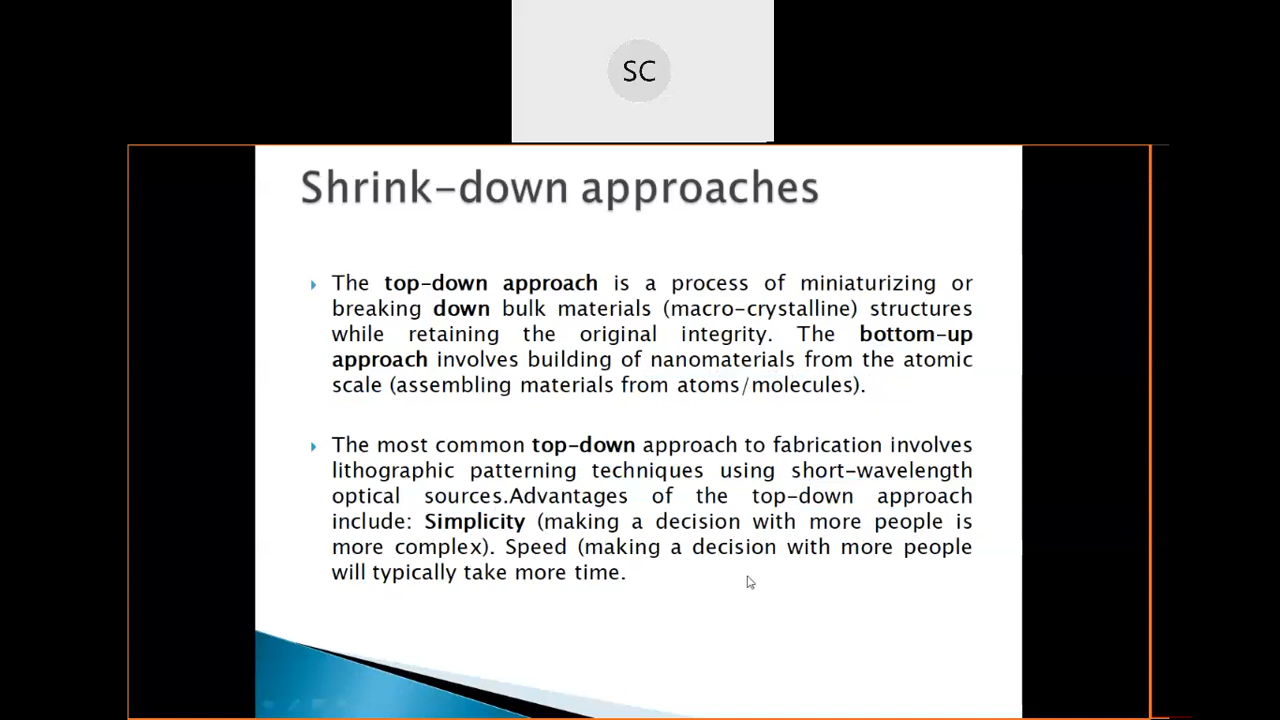 SC
Shrink-down approaches
The top-down approach is a process of miniaturizing or
breaking down bulk materials (macro-crystalline) structures
while retaining the original integrity. The bottom-up
approach involves building of nanomaterials from the atomic
scale (assembling materials from atoms/molecules).
The most common top-down approach to fabrication involves
lithographic patterning techniques using short-wavelength
optical sources.Advantages of the top-down approach
include: Simplicity (making a decision with more people is
more complex). Speed (making a decision with more people
will typically take more time.